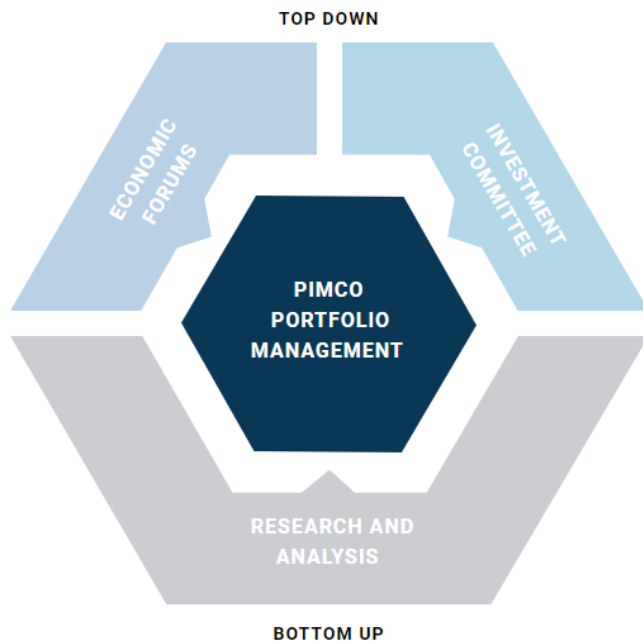 TOP DOWN
ECONOMIC
FORUMS
INVESTMENT
COMMITTEE
PIMCO
PORTFOLIO
MANAGEMENT
RESEARCH AND
ANALYSIS
BOTTOM UP